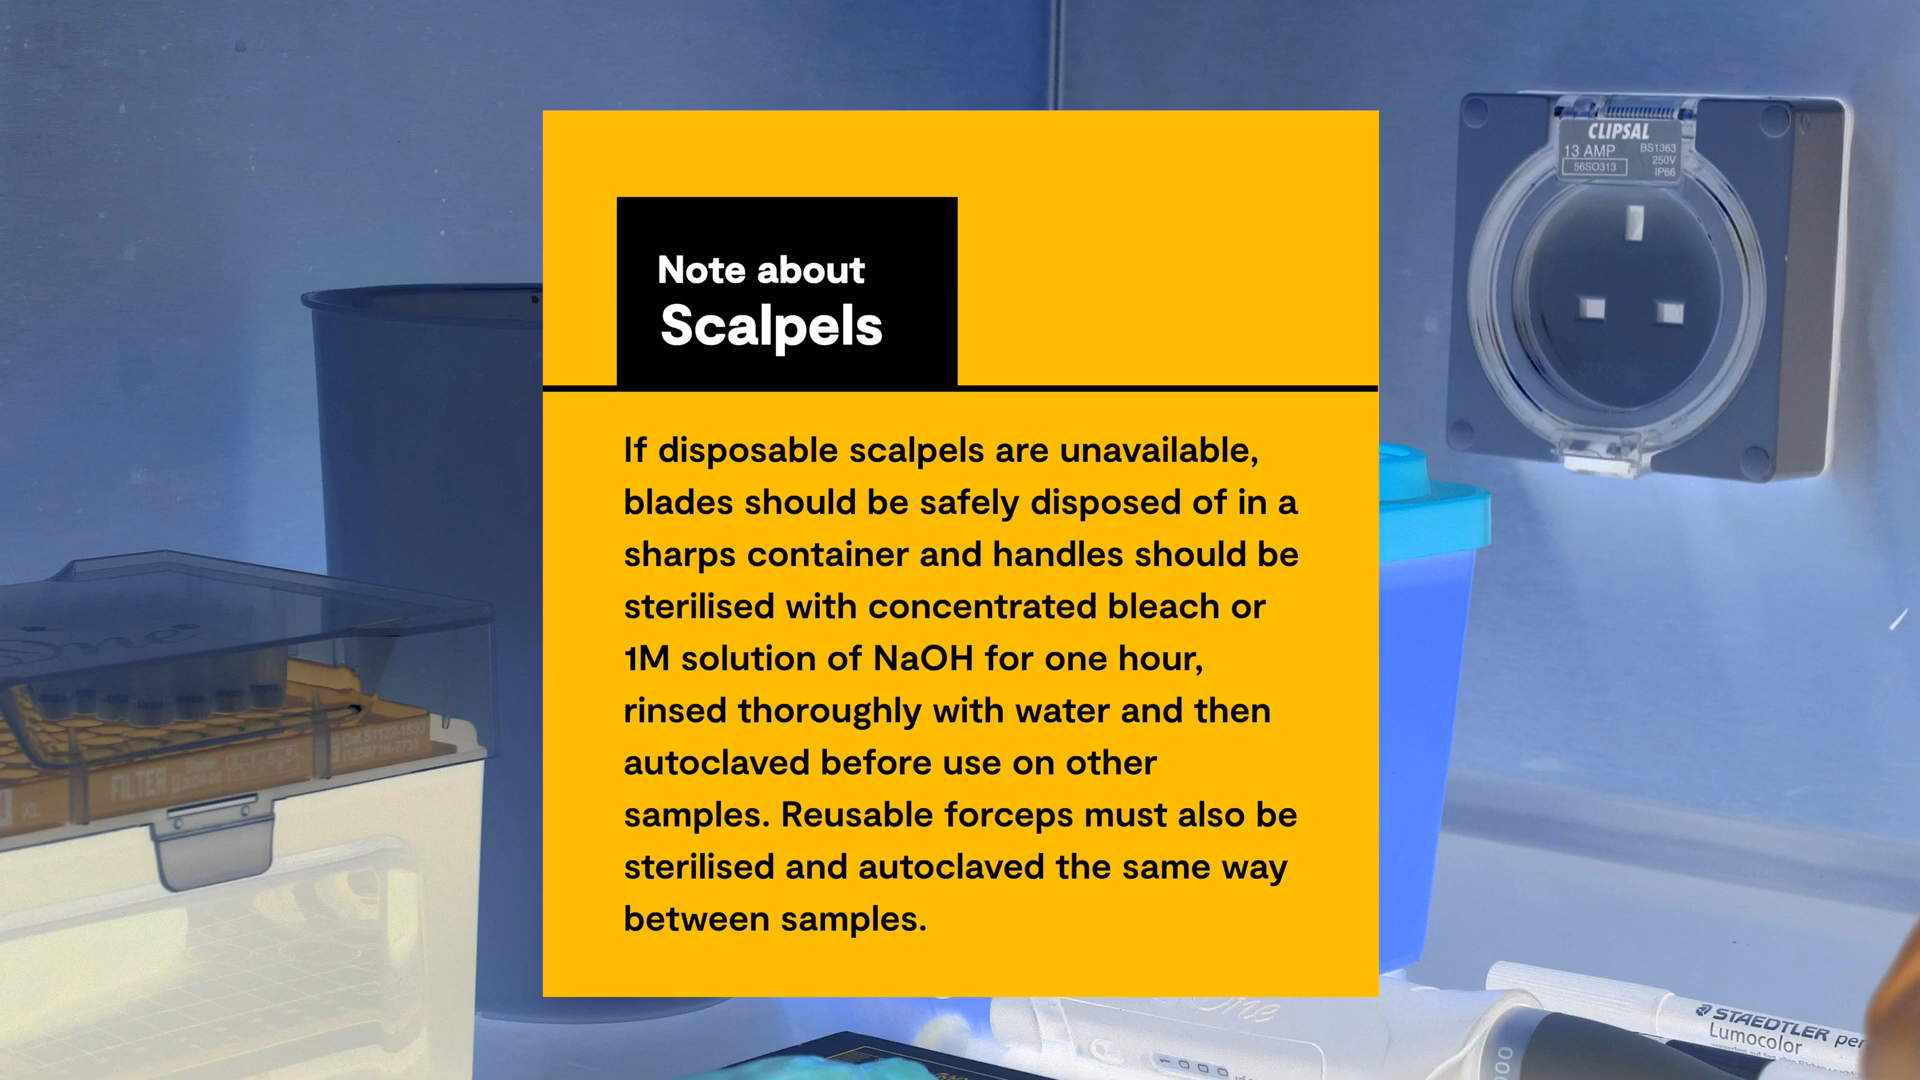 CLIPSAL
13 AMP
BS1363
250V
56SO313
IP66
Note about
Scalpels
If disposable scalpels are unavailable,
blades should be safely disposed of in a
sharps container and handles should be
sterilised with concentrated bleach or
1M solution of NaOH for one hour,
rinsed thoroughly with water and then
autoclaved before use on other
samples. Reusable forceps must also be
sterilised and autoclaved the same way
between samples.
FILTER
XL
STAEDTLER
Lumocolor